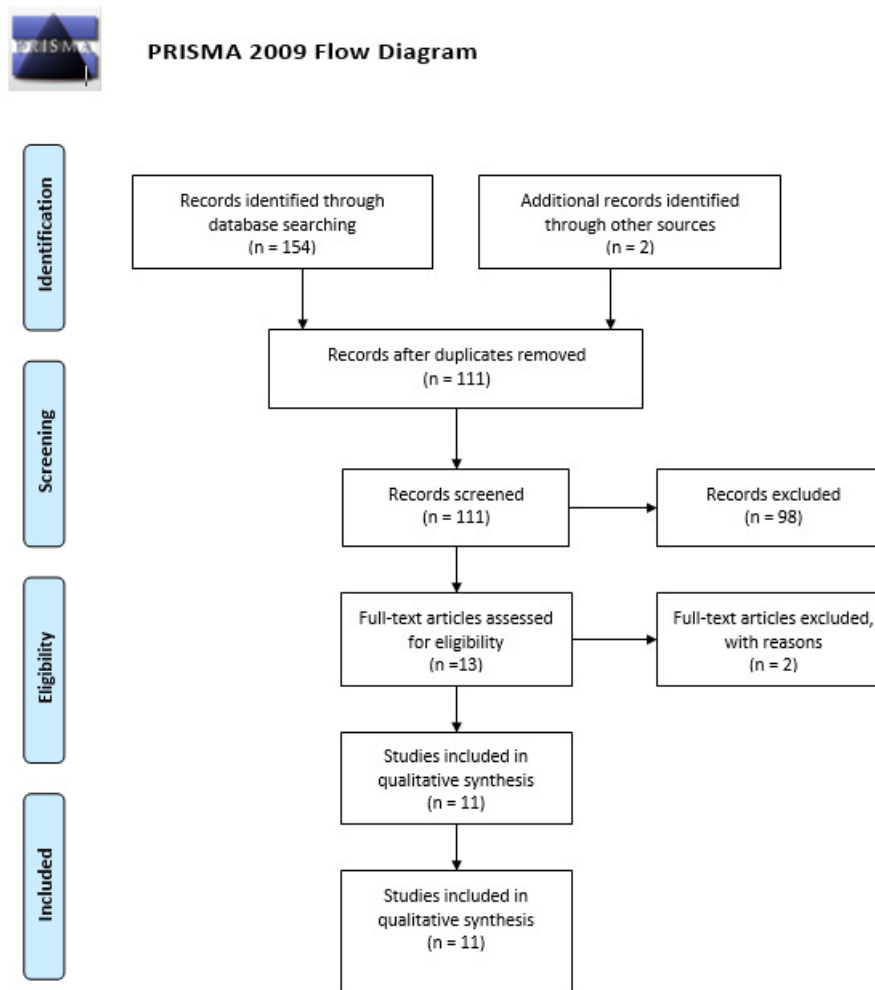 PRISMA
PRISMA 2009 Flow Diagram
Identification
Records identified through
database searching
(n = 154)
Additional records identified
through other sources
(n = 2)
Records after duplicates removed
(n = 111)
Screening
Records screened
(n = 111)
Records excluded
(n = 98)
Eligibility
Full-text articles assessed
for eligibility
(n =13)
Full-text articles excluded,
with reasons
(n = 2)
Studies included in
qualitative synthesis
(n = 11)
Included
Studies included in
qualitative synthesis
(n = 11)